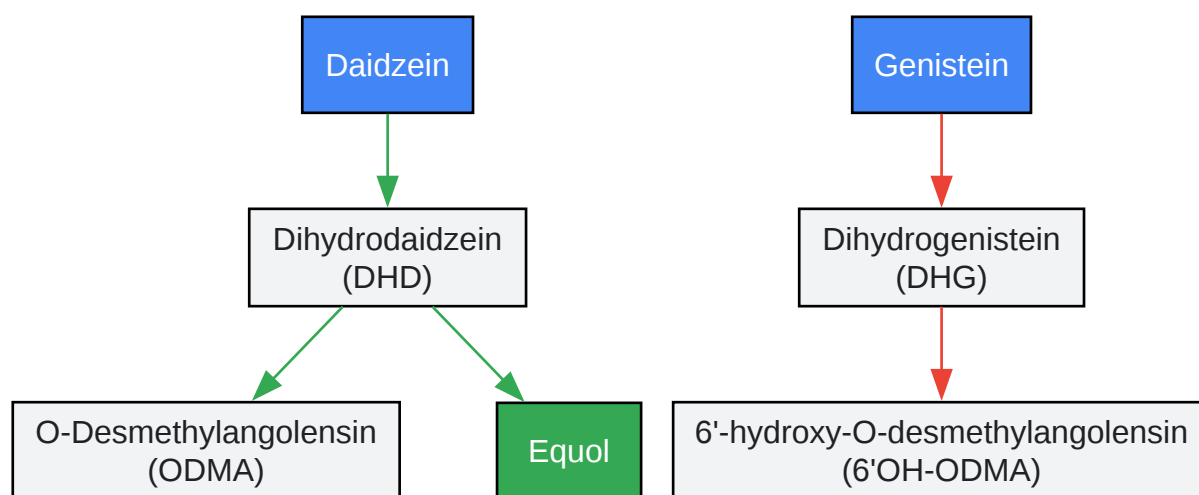 Daidzein
Genistein
Dihydrodaidzein
(DHD)
Dihydrogenistein
(DHG)
O-Desmethylangolensin
(ODMA)
Equol
6'-hydroxy-O-desmethylangolensin
(6'OH-ODMA)